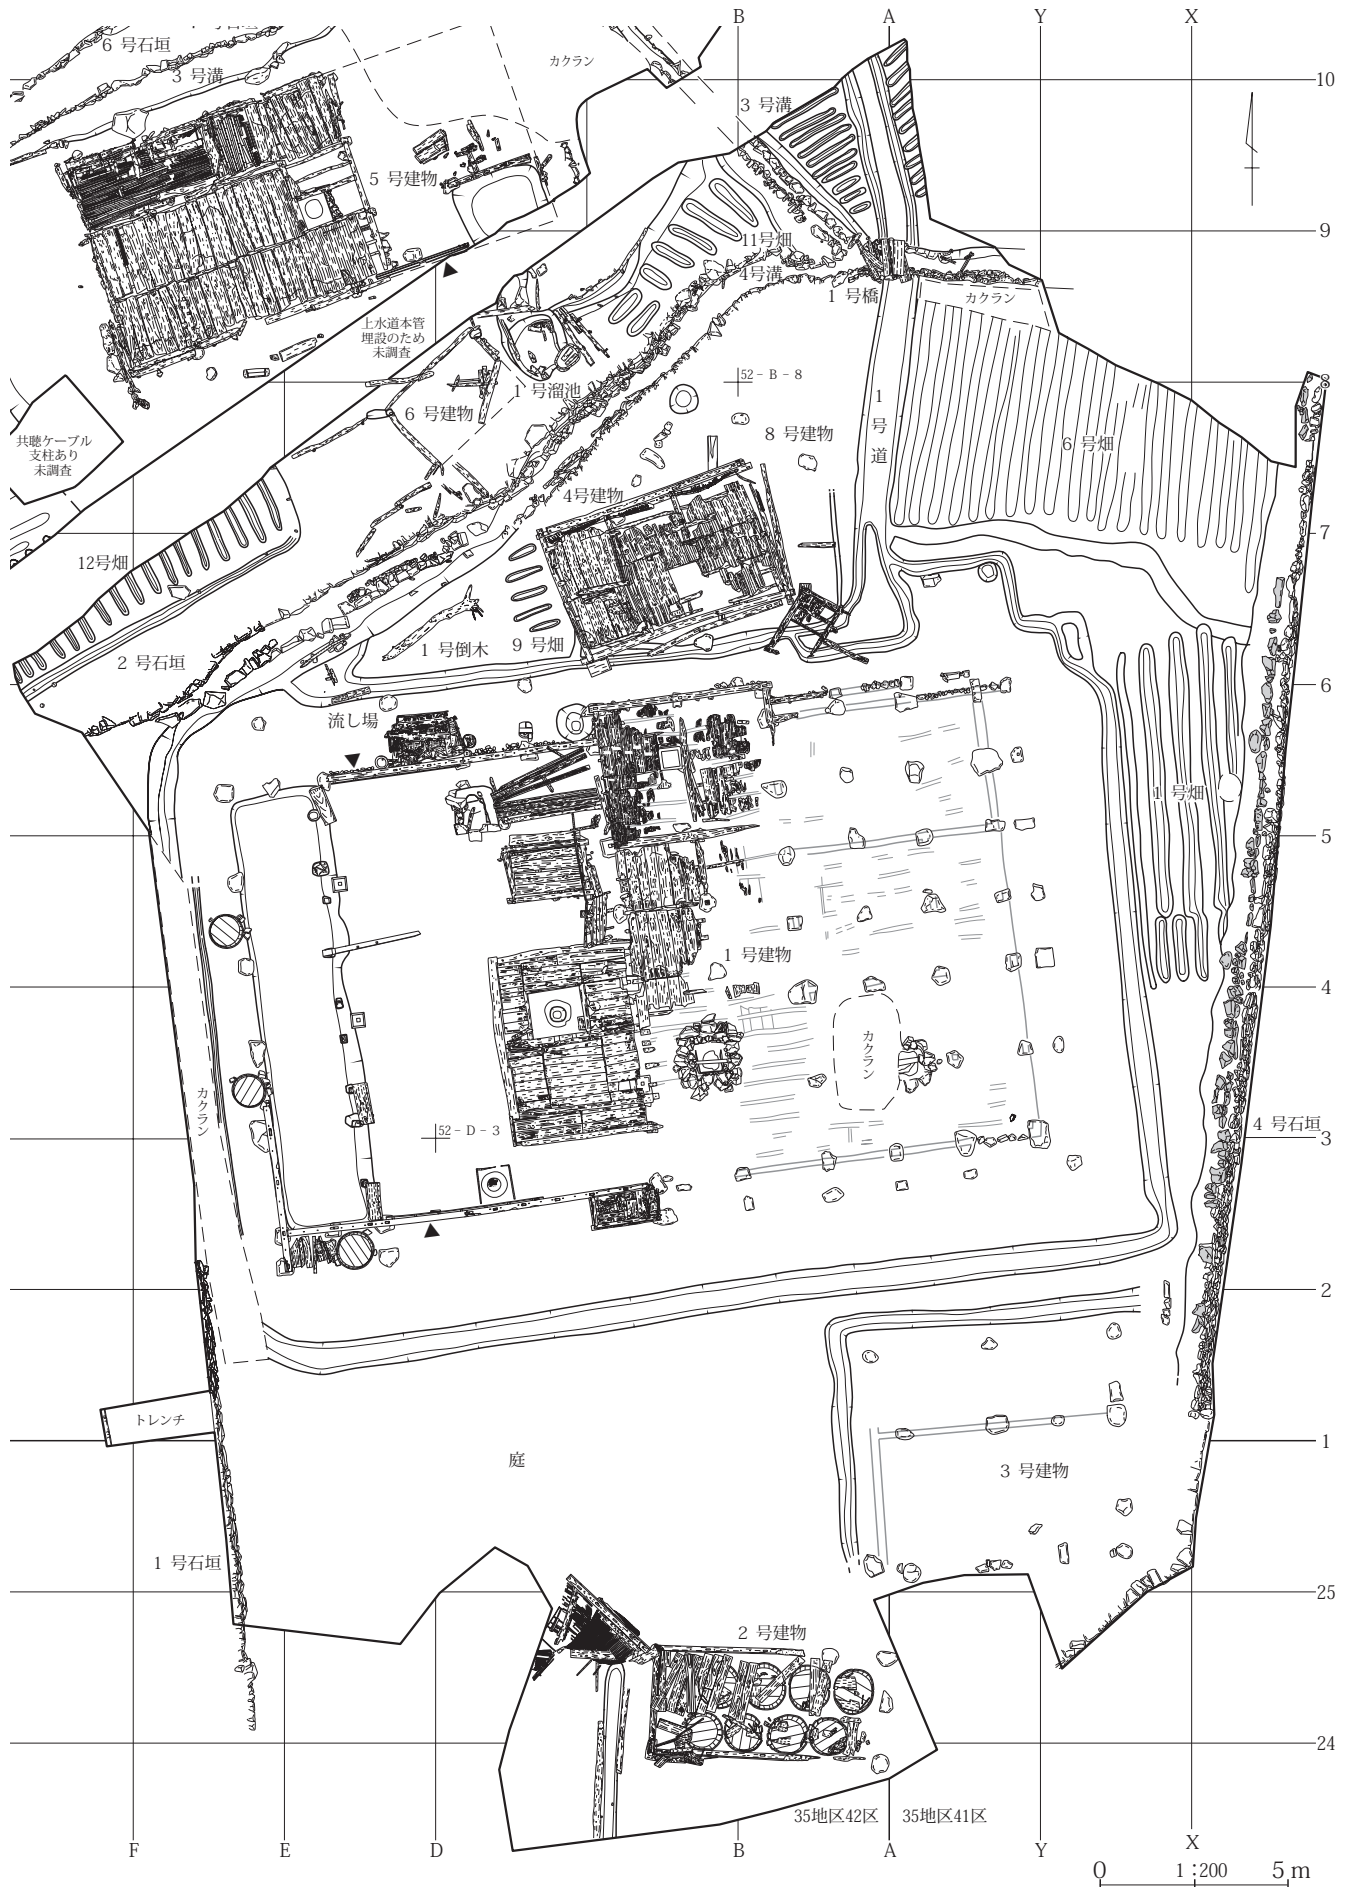 B
A
Y
X
6 号石垣
3 号溝
カクラン
10
3 号溝
5 号建物
9
11号畑
4号溝
1 号橋
カクラン
上水道本管
埋設のため
未調査
52-B-8
8
1 号溜池
6 号建物
1号道
8 号建物
6 号畑
共聴ケーブル
支柱あり
未調査
4号建物
7
12号畑
1 号倒木
9 号畑
2 号石垣
6
流し場
1 号畑
5
1 号建物
4
カクラン
カクラン
52-D-3
4 号石垣
3
2
トレンチ
1
庭
3 号建物
1 号石垣
25
2 号建物
24
35地区42区
35地区41区
F
E
D
B
A
Y
X
0
1:200
5 m